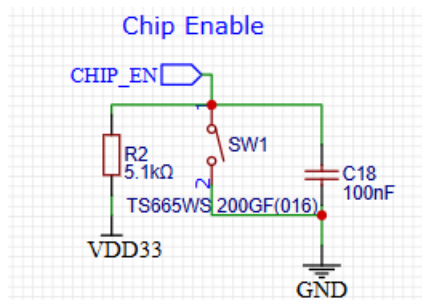 Chip Enable
CHIP_EN
1
SW1
R2
5.1kΩ
2
C18
100nF
TS665WS 200GF(016)
VDD33
GND